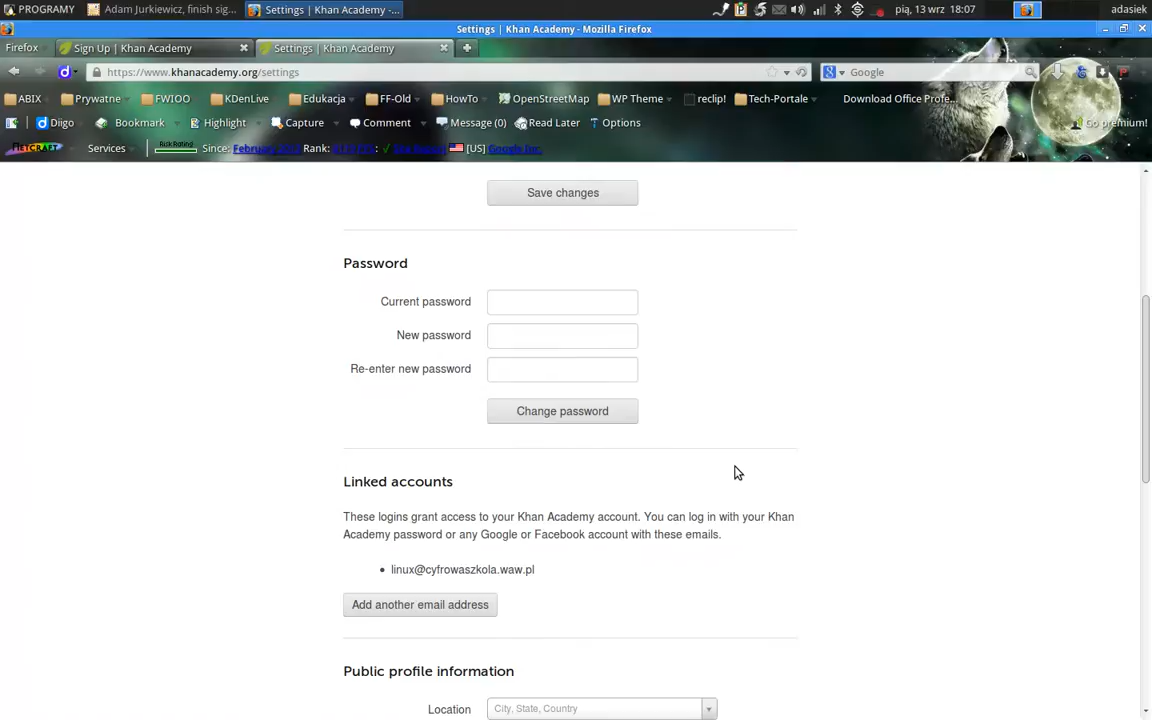 PROGRAMY Adam Jurkiewicz, finish sig... Settings | Khan Academy -... pią, 13 wrz 18:07 adasiek
Settings | Khan Academy - Mozilla Firefox
Firefox Sign Up | Khan Academy Settings | Khan Academy
https://www.khanacademy.org/settings Google
ABIX Prywatne FWIOO KDenLive Edukacja FF-Old HowTo OpenStreetMap WP Theme reclip! Tech-Portale Download Office Profe...
Diigo Bookmark Highlight Capture Comment Message (0) Read Later Options Go premium!
Services Risk Rating Since: Rank: [US] Google Inc.
Save changes
Password
Current password
New password
Re-enter new password
Change password
Linked accounts
These logins grant access to your Khan Academy account. You can log in with your Khan
Academy password or any Google or Facebook account with these emails.
• linux@cyfrowaszkola.waw.pl
Add another email address
Public profile information
Location City, State, Country